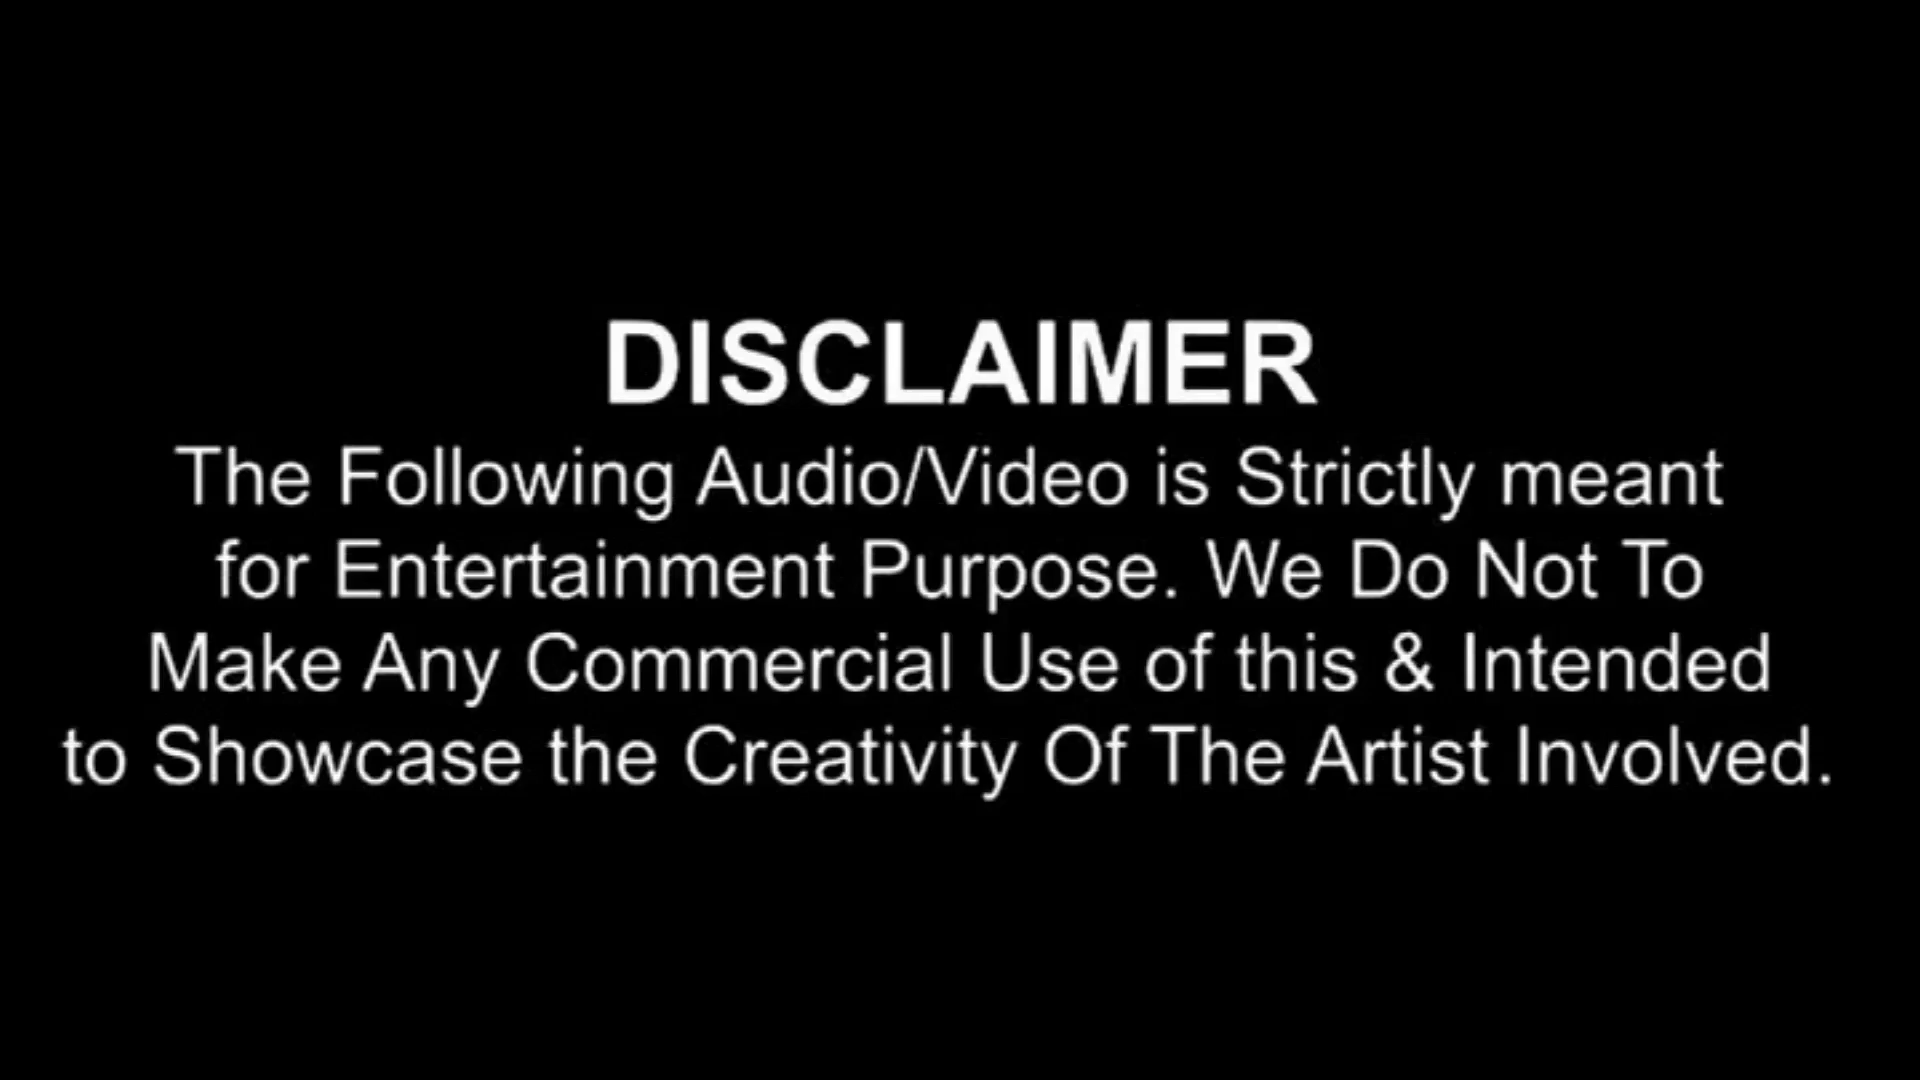 DISCLAIMER
The Following Audio/Video is Strictly meant
for Entertainment Purpose. We Do Not To
Make Any Commercial Use of this & Intended
to Showcase the Creativity Of The Artist Involved.